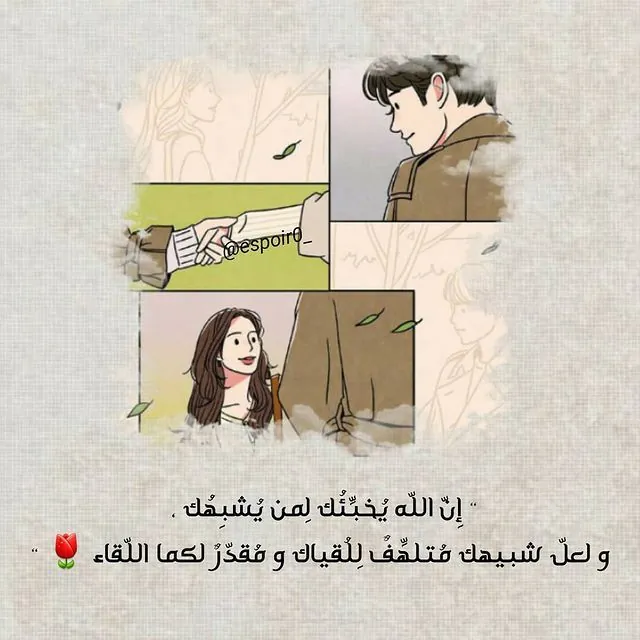 @espoir0_
“ إِنّ اللّه يُخبِّئُك لِمن يُشبِهُك ،
و لعلّ شبيهك مُتلهِّفٌ لِلُقياك و مُقدّرٌ لكما اللّقاء 🌷 “